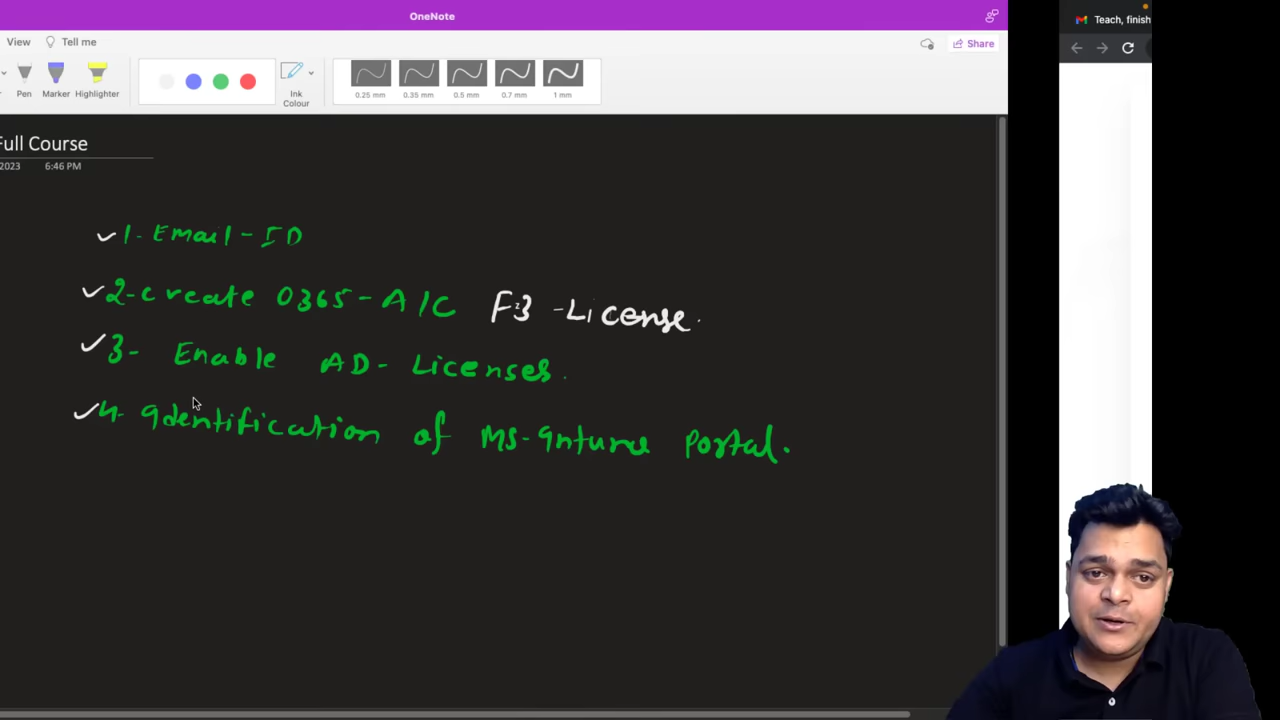 OneNote
View Tell me
Share
Teach, finish
Pen Marker Highlighter
Ink Colour
0.25 mm 0.35 mm 0.5 mm 0.7 mm 1 mm
Full Course
2023 6:46 PM
1- Email-ID
2-create O365-A/C F3-License.
3- Enable AD-Licenses.
4- Identification of MS-Intune Portal.